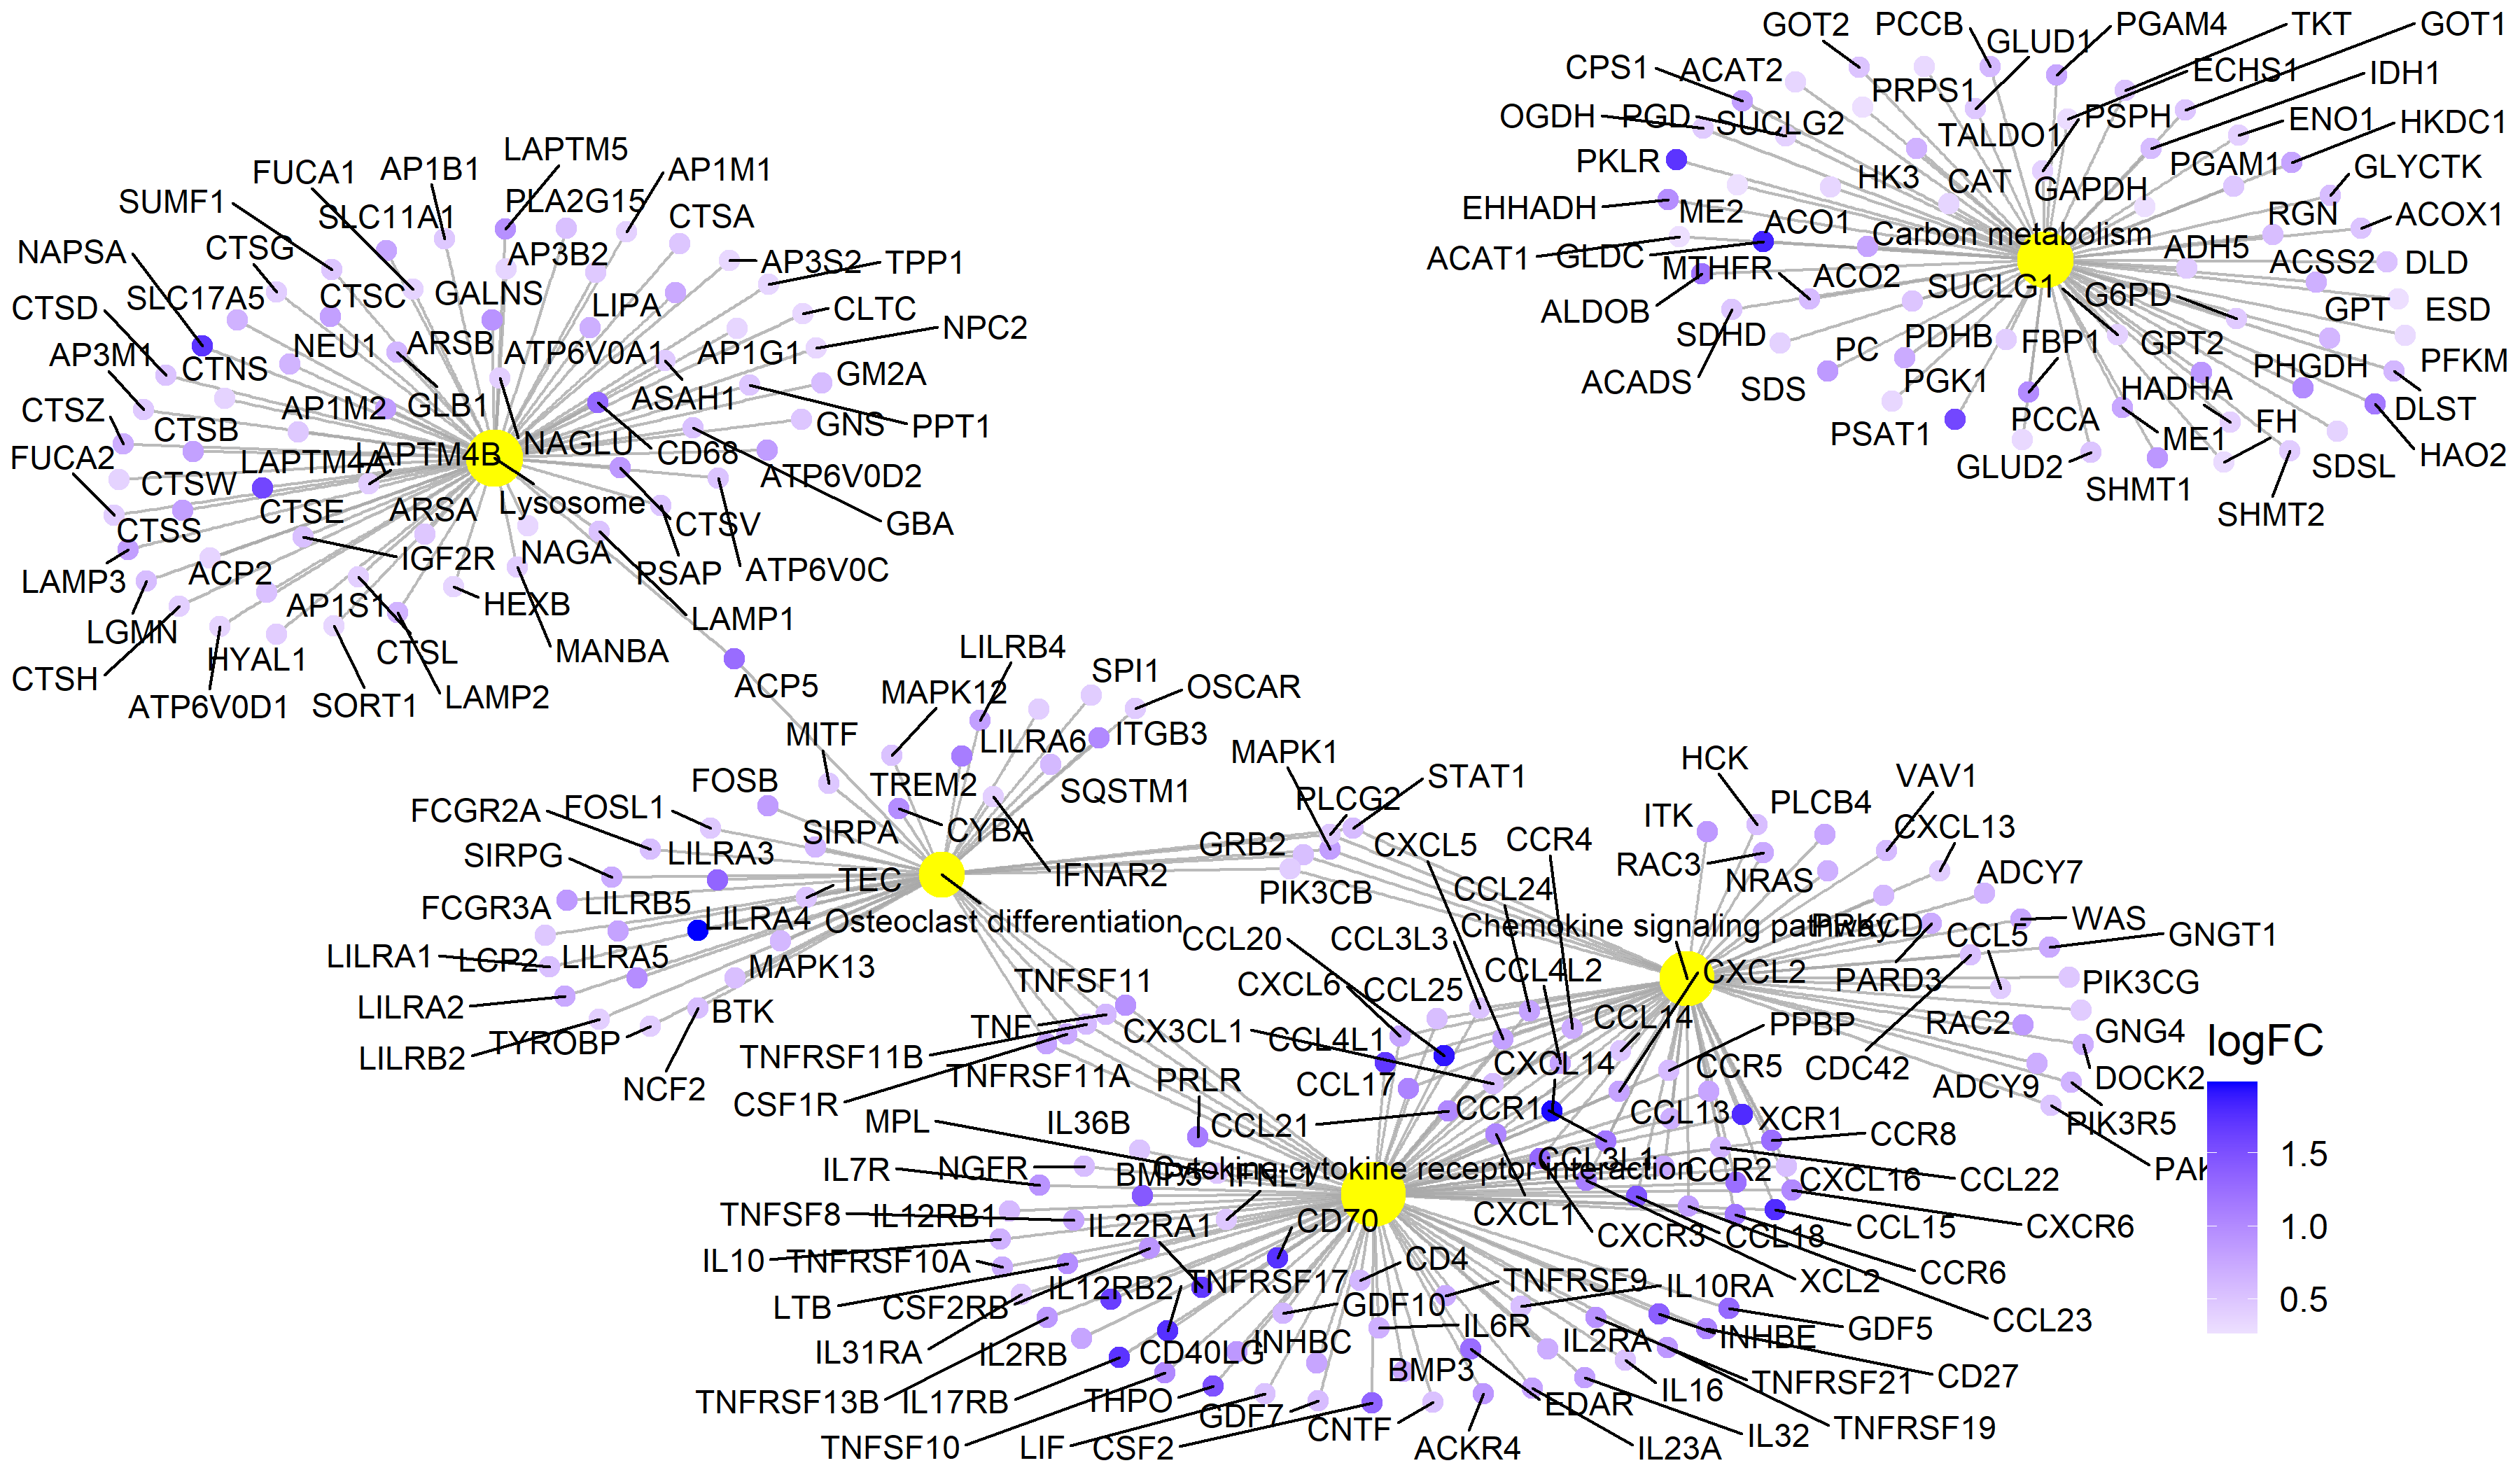 GOT2
PCCB
GLUD1
PGAM4
TKT
GOT1
CPS1
ACAT2
PRPS1
ECHS1
IDH1
OGDH
PGD
SUCLG2
TALDO1
PSPH
ENO1
HKDC1
PKLR
HK3
CAT
GAPDH
PGAM1
GLYCTK
EHHADH
ME2
ACO1
Carbon metabolism
RGN
ACOX1
ACAT1
GLDC
MTHFR
ACO2
ADH5
ACSS2
DLD
ALDOB
SUCLG1
G6PD
GPT
ESD
SDHD
PC
PDHB
FBP1
GPT2
PHGDH
PFKM
ACADS
SDS
PGK1
HADHA
DLST
PSAT1
PCCA
ME1
FH
HAO2
GLUD2
SHMT1
SDSL
SHMT2
LAPTM5
FUCA1
AP1B1
AP1M1
SUMF1
SLC11A1
PLA2G15
CTSA
NAPSA
CTSG
AP3B2
AP3S2
TPP1
CTSD
SLC17A5
CTSC
GALNS
LIPA
CLTC
AP3M1
CTNS
NEU1
ARSB
ATP6V0A1
AP1G1
NPC2
CTSZ
AP1M2
GLB1
ASAH1
GM2A
FUCA2
CTSB
LAPTM4A
LAPTM4B
NAGLU
CD68
GNS
PPT1
CTSW
ATP6V0D2
CTSS
CTSE
ARSA
Lysosome
CTSV
GBA
LAMP3
ACP2
IGF2R
NAGA
PSAP
ATP6V0C
LGMN
AP1S1
HEXB
LAMP1
CTSH
HYAL1
CTSL
MANBA
ATP6V0D1
SORT1
LAMP2
ACP5
LILRB4
MAPK12
SPI1
OSCAR
MITF
LILRA6
ITGB3
FOSB
TREM2
SQSTM1
FCGR2A
FOSL1
SIRPA
CYBA
SIRPG
LILRA3
TEC
IFNAR2
FCGR3A
LILRB5
LILRA4
Osteoclast differentiation
LILRA1
LCP2
LILRA5
MAPK13
LILRA2
BTK
LILRB2
TYROBP
NCF2
MAPK1
STAT1
PLCG2
GRB2
PIK3CB
CXCL5
CCR4
CCL24
HCK
VAV1
ITK
PLCB4
CXCL13
RAC3
NRAS
ADCY7
Chemokine signaling pathway
PRKCD
WAS
CCL20
CCL3L3
CCL5
GNGT1
CXCL6
CCL25
CCL4L2
CXCL2
PARD3
PIK3CG
TNFSF11
TNF
CX3CL1
CCL4L1
CCL14
PPBP
RAC2
GNG4
TNFRSF11B
TNFRSF11A
CCL17
CXCL14
CCR5
CDC42
ADCY9
DOCK2
CSF1R
PRLR
CCL21
CCR1
CCL13
XCR1
PIK3R5
MPL
IL36B
CCR8
IL7R
NGFR
BMP5
Cytokine-cytokine receptor interaction
IFNL1
CCL3L1
CCR2
CXCL16
CCL22
TNFSF8
IL12RB1
IL22RA1
CD70
CXCL1
CXCR3
CCL18
CCL15
CXCR6
IL10
TNFRSF10A
CD4
XCL2
CCR6
LTB
CSF2RB
IL12RB2
TNFRSF17
TNFRSF9
IL10RA
CCL23
IL31RA
IL2RB
CD40LG
INHBC
GDF10
IL6R
IL2RA
INHBE
GDF5
TNFRSF13B
IL17RB
THPO
GDF7
BMP3
IL16
TNFRSF21
CD27
TNFSF10
LIF
CSF2
CNTF
ACKR4
EDAR
IL23A
IL32
TNFRSF19
logFC
1.5
1.0
0.5